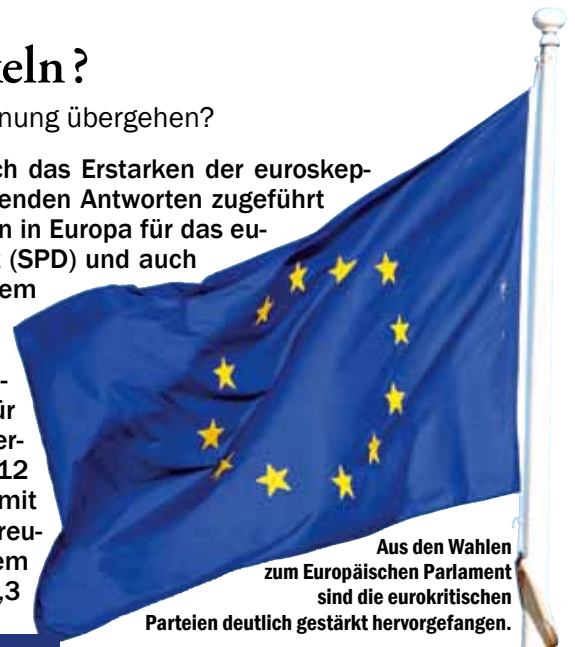 eln?
nung übergehen?
ch das Erstarken der euroskep-
enden Antworten zugeführt
n in Europa für das eu-
(SPD) und auch
em
-
ür
er-
12
mit
reu-
em
,3
Aus den Wahlen
zum Europäischen Parlament
sind die eurokritischen
Parteien deutlich gestärkt hervorgefangen.